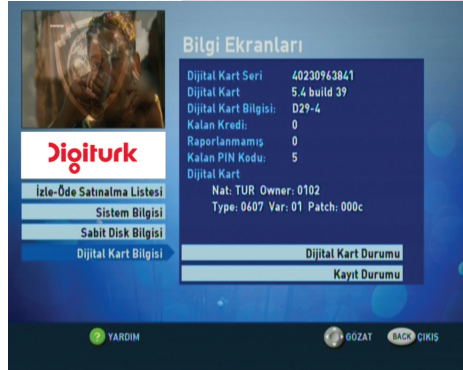 Bilgi Ekranları
Dijital Kart Seri 40230963841
Dijital Kart 5.4 build 39
Dijital Kart Bilgisi: D29-4
Kalan Kredi: 0
Raporlanmamış 0
Kalan PIN Kodu: 5
Dijital Kart
Nat: TUR Owner: 0102
Type: 0607 Var: 01 Patch: 000c
Digiturk
İzle-Öde Satınalma Listesi
Sistem Bilgisi
Sabit Disk Bilgisi
Dijital Kart Bilgisi
Dijital Kart Durumu
Kayıt Durumu
? YARDIM
GÖZAT
BACK ÇIKIŞ